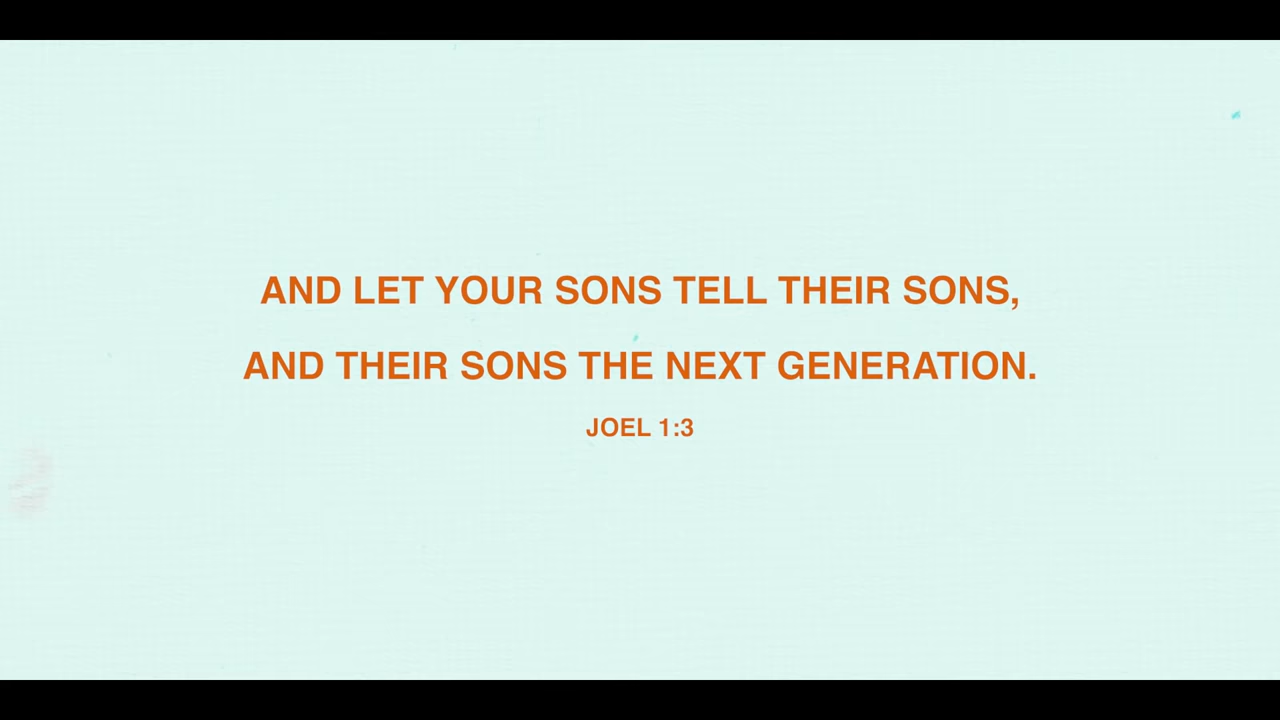 AND LET YOUR SONS TELL THEIR SONS,
AND THEIR SONS THE NEXT GENERATION.
JOEL 1:3